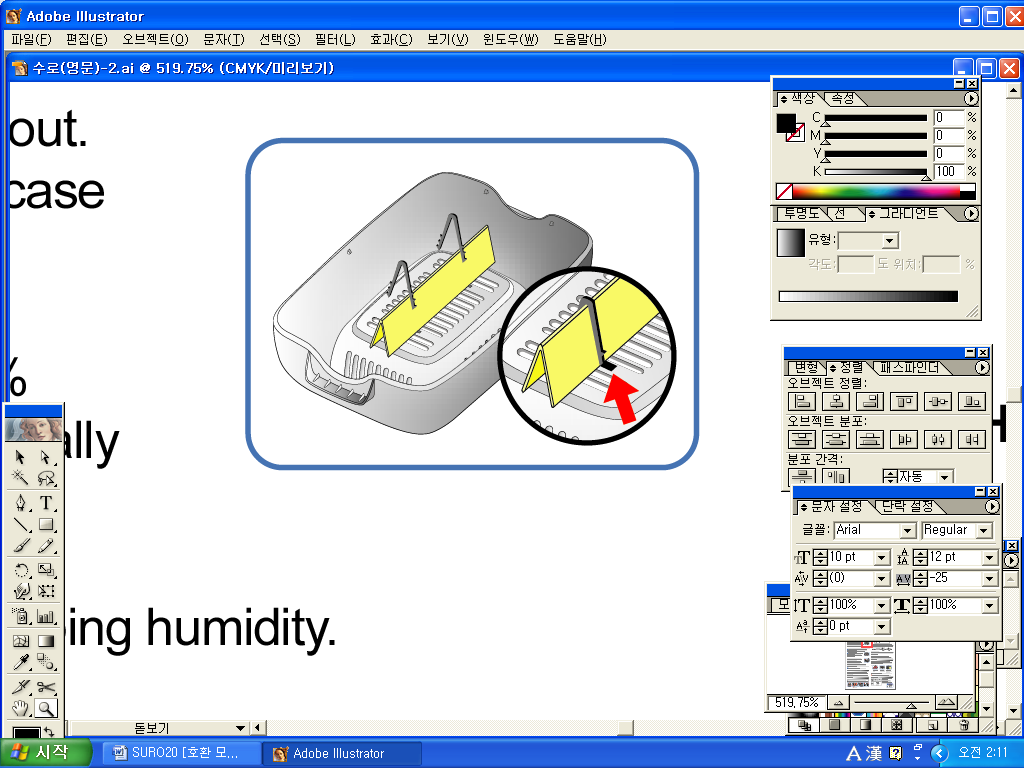 Adobe Illustrator
파일(F) 편집(E) 오브젝트(O) 문자(T) 선택(S) 필터(L) 효과(C) 보기(V) 윈도우(W) 도움말(H)
수로(명문)-2.ai @ 519.75% (CMYK/미리보기)
out.
case
%
ally
ping humidity.
색상 속성
C 0 %
M 0 %
Y 0 %
K 100 %
투명도 선 그라디언트
유형:
각도: 도 위치: %
변형 정렬 패스파인더
오브젝트 정렬:
오브젝트 분포:
분포 간격:
자동
문자 설정 단락 설정
글꼴: Arial Regular
10 pt 12 pt
(0) -25
100% 100%
0 pt
519.75%
돋보기
시작 SURO20 [호환 모... Adobe Illustrator A 漢 오전 2:11